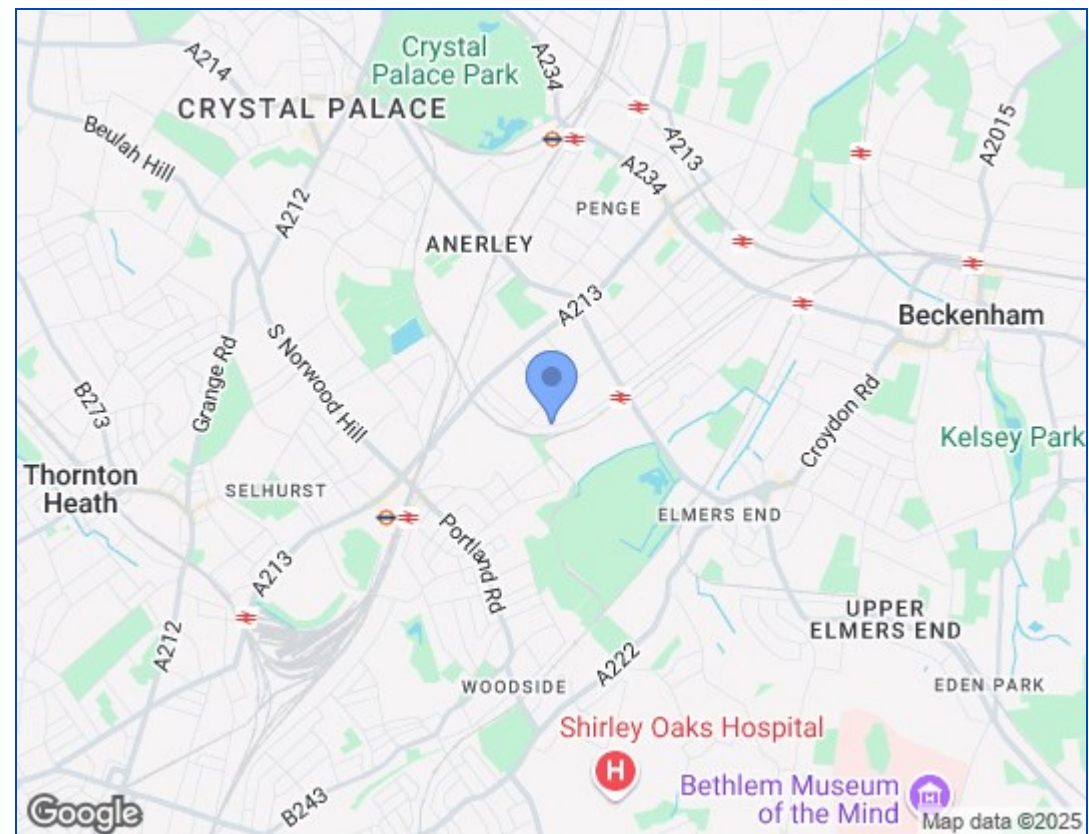 A214
Crystal
Palace Park
A234
CRYSTAL PALACE
Beulah Hill
A212
A213
A234
A2015
PENGE
ANERLEY
A213
Beckenham
S Norwood Hill
Grange Rd
B273
Croydon Rd
Kelsey Park
Thornton
Heath
SELHURST
ELMERS END
Portland Rd
A213
A212
UPPER
ELMERS END
A222
WOODSIDE
EDEN PARK
Shirley Oaks Hospital
H
Bethlem Museum
of the Mind
B243
Google
Map data ©2025